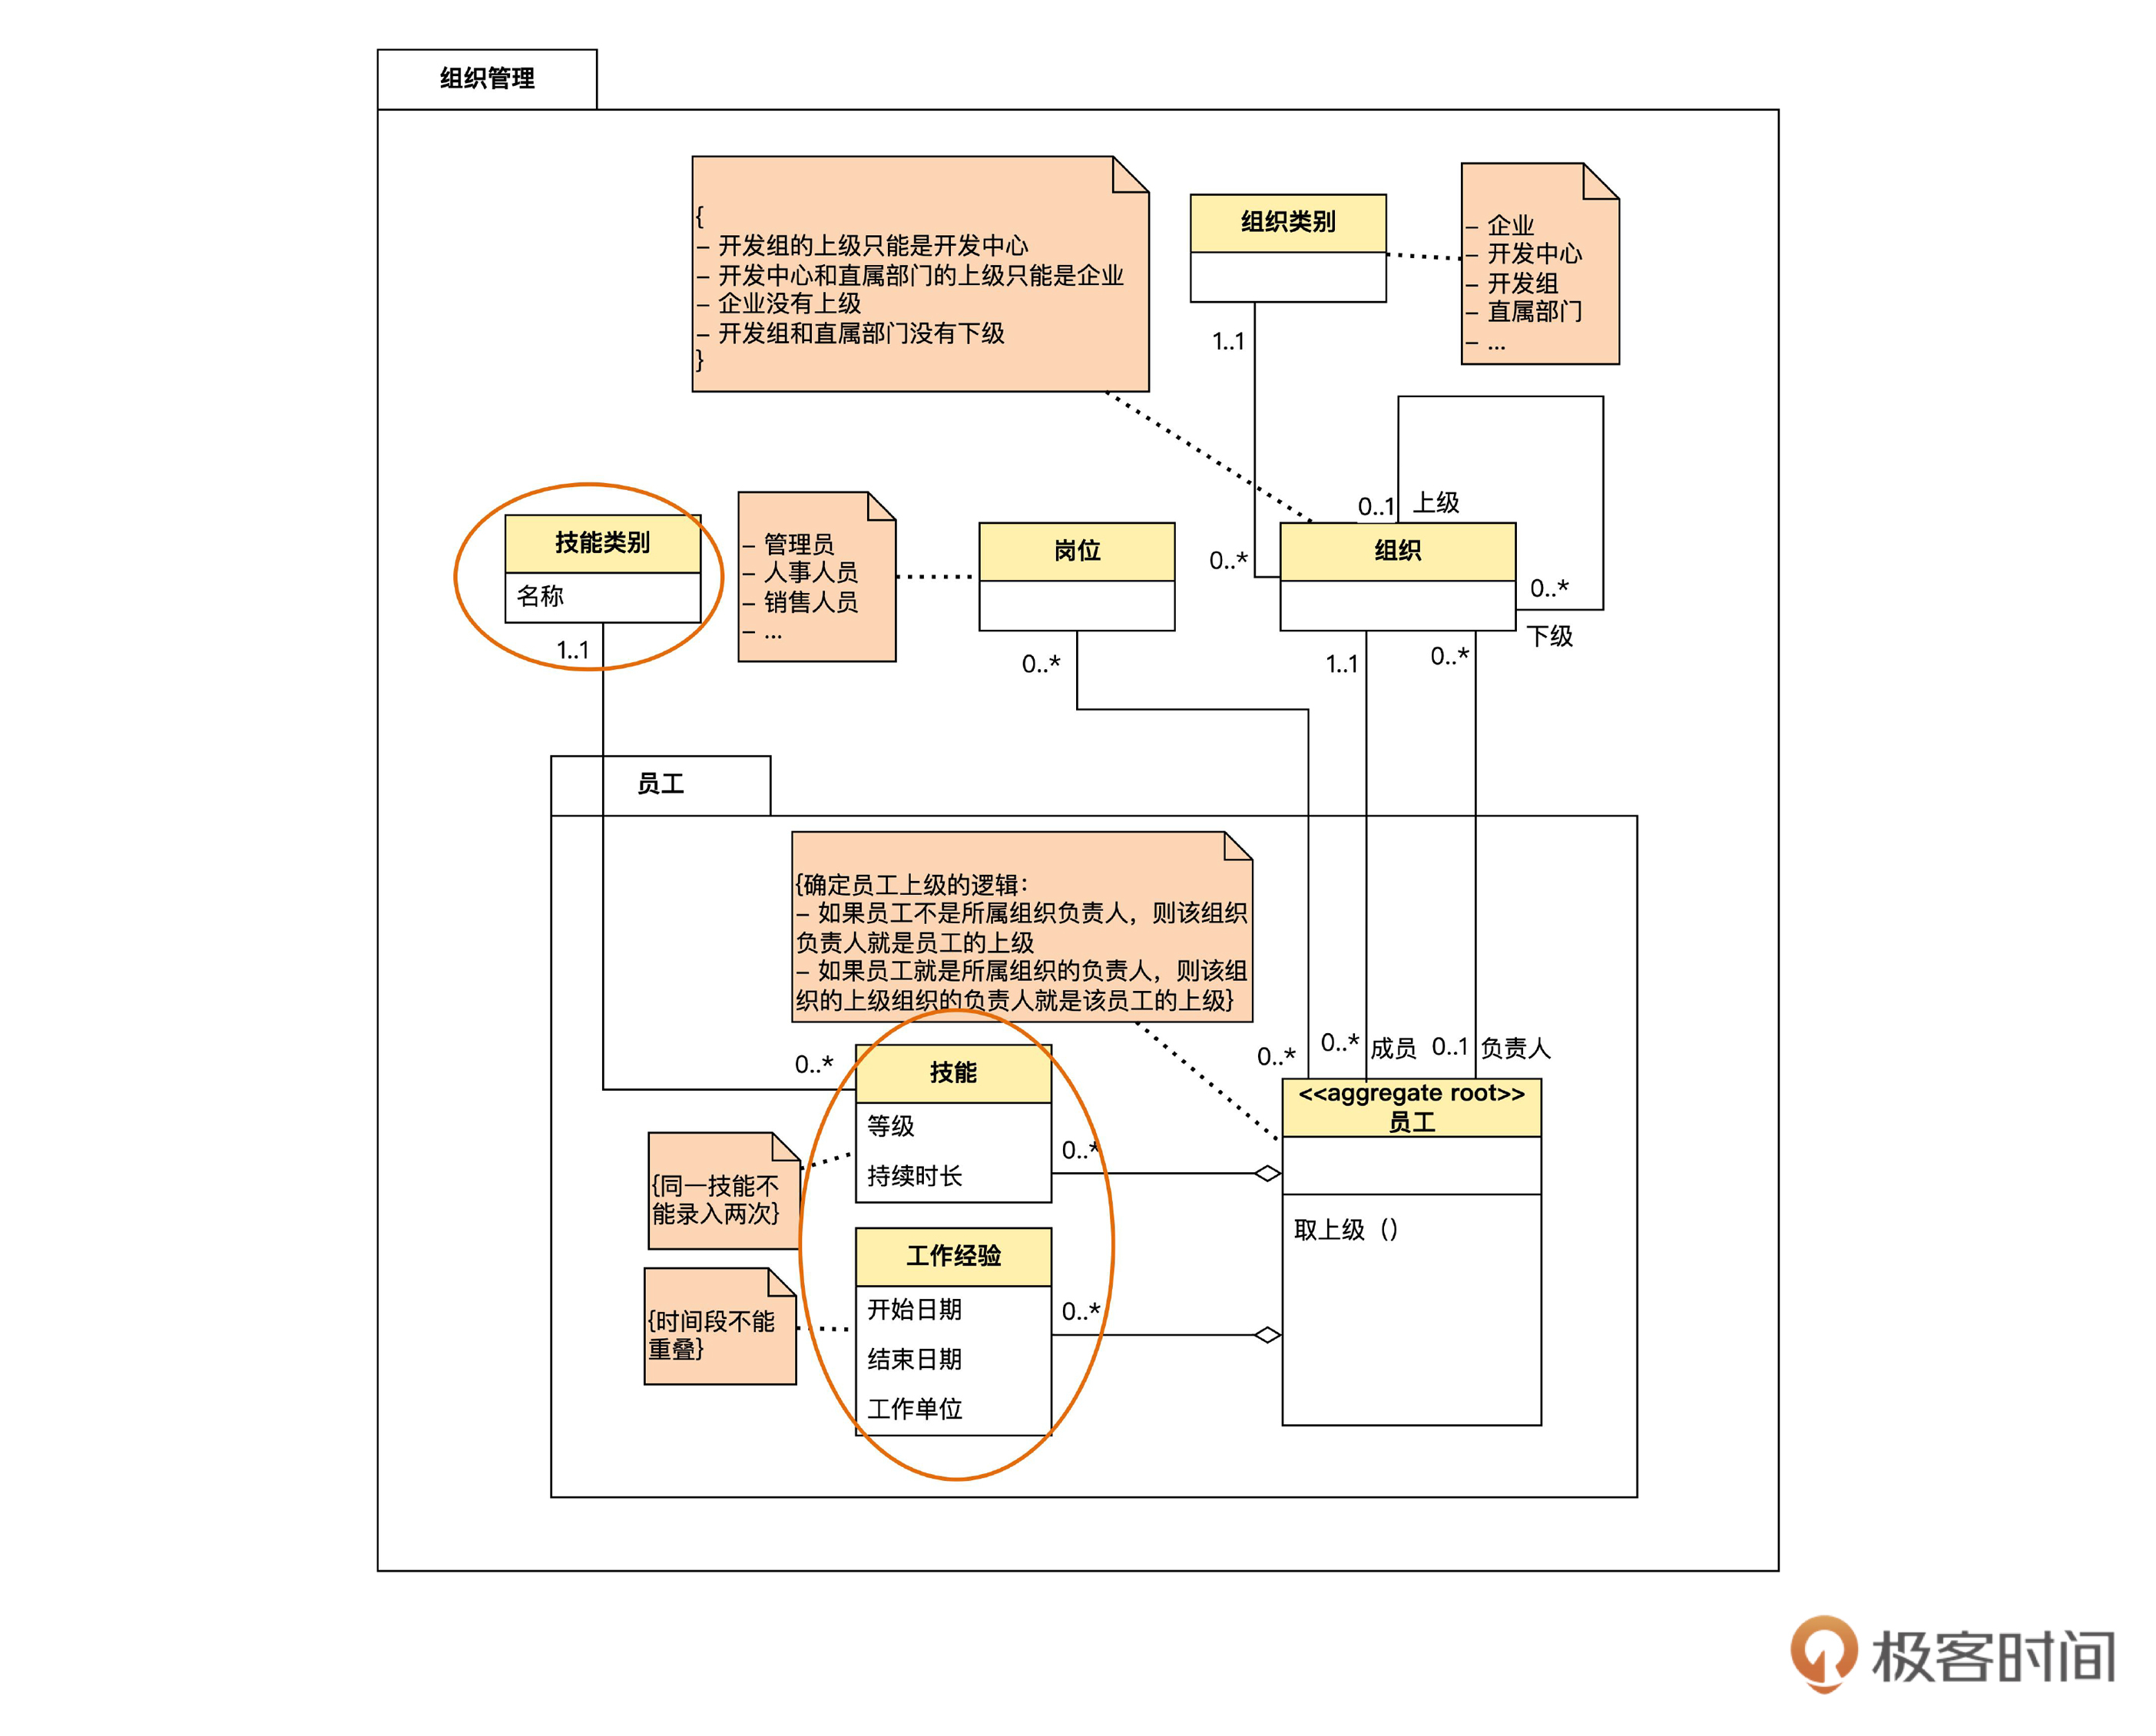 组织管理
{
– 开发组的上级只能是开发中心
– 开发中心和直属部门的上级只能是企业
– 企业没有上级
– 开发组和直属部门没有下级
}
组织类别
– 企业
– 开发中心
– 开发组
– 直属部门
– ...
1..1
0..1
上级
技能类别
名称
1..1
– 管理员
– 人事人员
– 销售人员
– ...
岗位
0..*
0..*
组织
0..*
下级
1..1
0..*
员工
{确定员工上级的逻辑：
– 如果员工不是所属组织负责人，则该组织
负责人就是员工的上级
– 如果员工就是所属组织的负责人，则该组
织的上级组织的负责人就是该员工的上级}
0..*
0..*
0..*
成员
0..1
负责人
技能
等级
持续时长
0..*
<<aggregate root>>
员工
取上级（）
{同一技能不
能录入两次}
工作经验
开始日期
结束日期
工作单位
0..*
{时间段不能
重叠}
极客时间